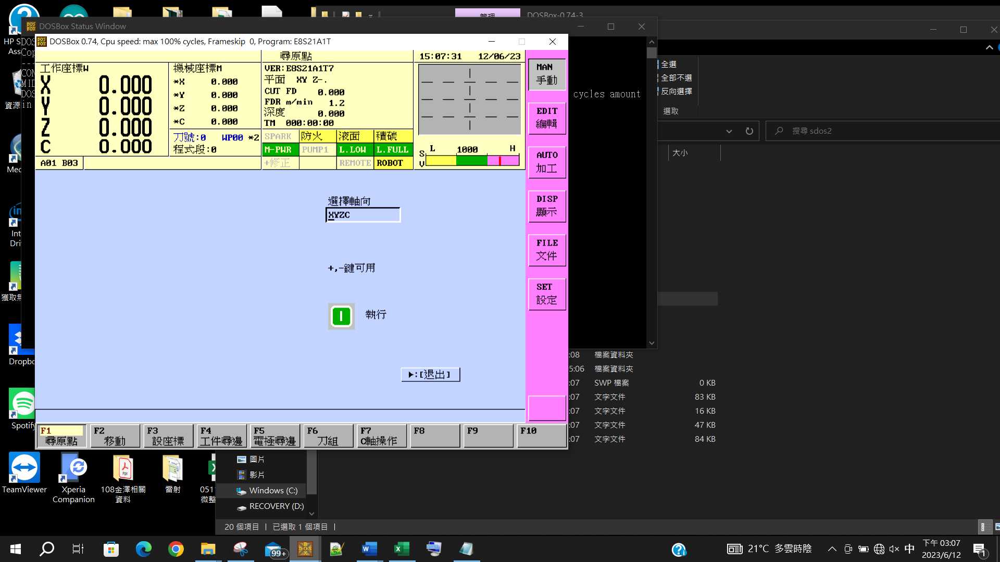 DOSBox Status Window
管理
DOSBox-0.74-3
DOSBox 0.74, Cpu speed: max 100% cycles, Frameskip 0, Program: E8S21A1T
尋原點
15:07:31 12/06/23
工作座標W
X 0.000
Y 0.000
Z 0.000
C 0.000
機械座標M
*X 0.000
*Y 0.000
*Z 0.000
*C 0.000
刀號:0 WP00 *2
程式段:0
A01 B03
VER:E8S21A1T7
平面 XY Z-.
CUT FD 0.000
FDR m/min 1.2
深度 0.000
TM 000:00:00
SPARK 防火 液面 積碳
M-PWR PUMP1 L.LOW L.FULL
+修正 REMOTE ROBOT
L 1000 H
S
V
MAN
手動
EDIT
編輯
AUTO
加工
DISP
顯示
FILE
文件
SET
設定
選擇軸向
XYZC
+,-鍵可用
執行
▶:[退出]
F1 尋原點
F2 移動
F3 設座標
F4 工件尋邊
F5 電極尋邊
F6 刀組
F7 C軸操作
F8
F9
F10
cycles amount
全選
全部不選
反向選擇
選取
搜尋 sdos2
大小
:08 檔案資料夾
5:06 檔案資料夾
:07 SWP 檔案 0 KB
:07 文字文件 83 KB
:07 文字文件 16 KB
:07 文字文件 47 KB
:07 文字文件 84 KB
HP S
Ass
DOS
Cop
CON
MID
DOS
in
資源
Med
Int
Dri
獲取無
Dropbo
Spotify
TeamViewer
Xperia Companion
108金澤相關資料
雷射
051
微整
圖片
影片
Windows (C:)
RECOVERY (D:)
20 個項目 已選取 1 個項目
99+
21°C 多雲時陰
中
下午 03:07
2023/6/12
1